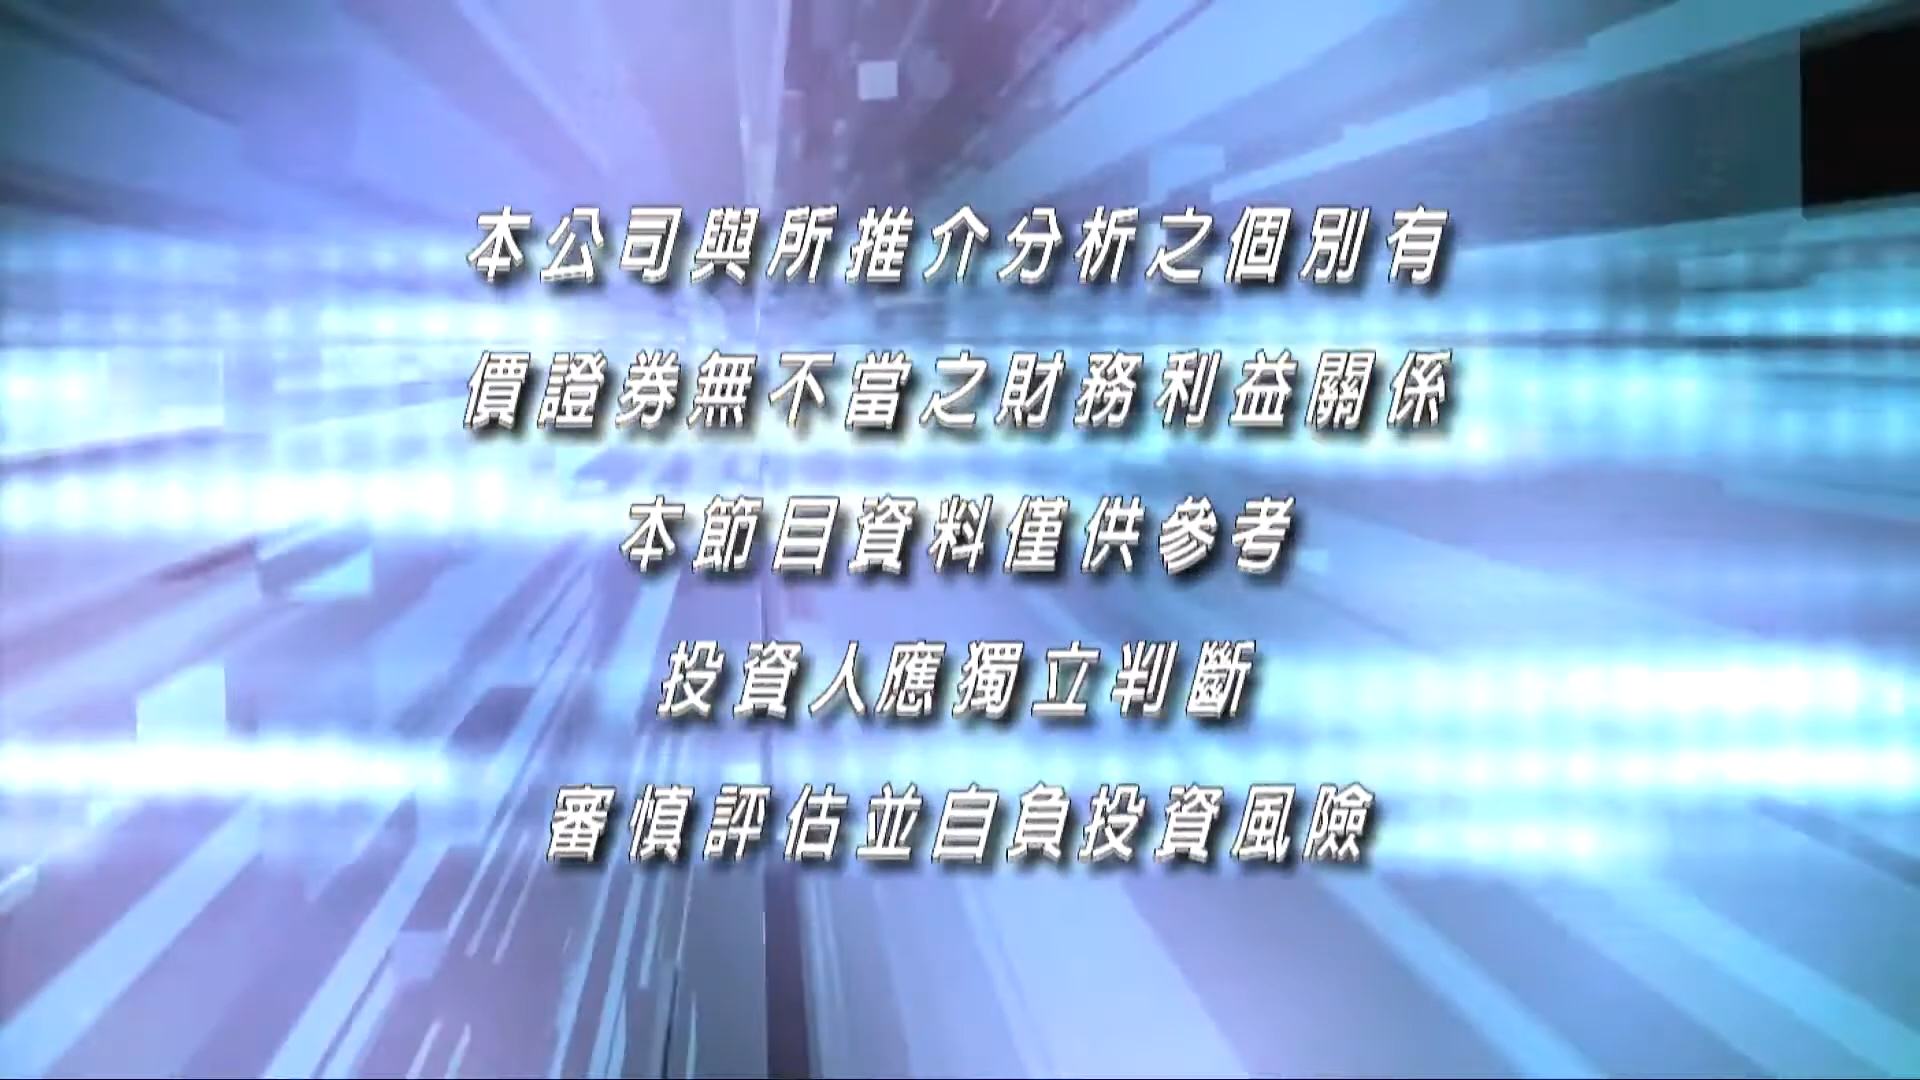 本公司與所推介分析之個別有
價證券無不當之財務利益關係
本節目資料僅供參考
投資人應獨立判斷
審慎評估並自負投資風險